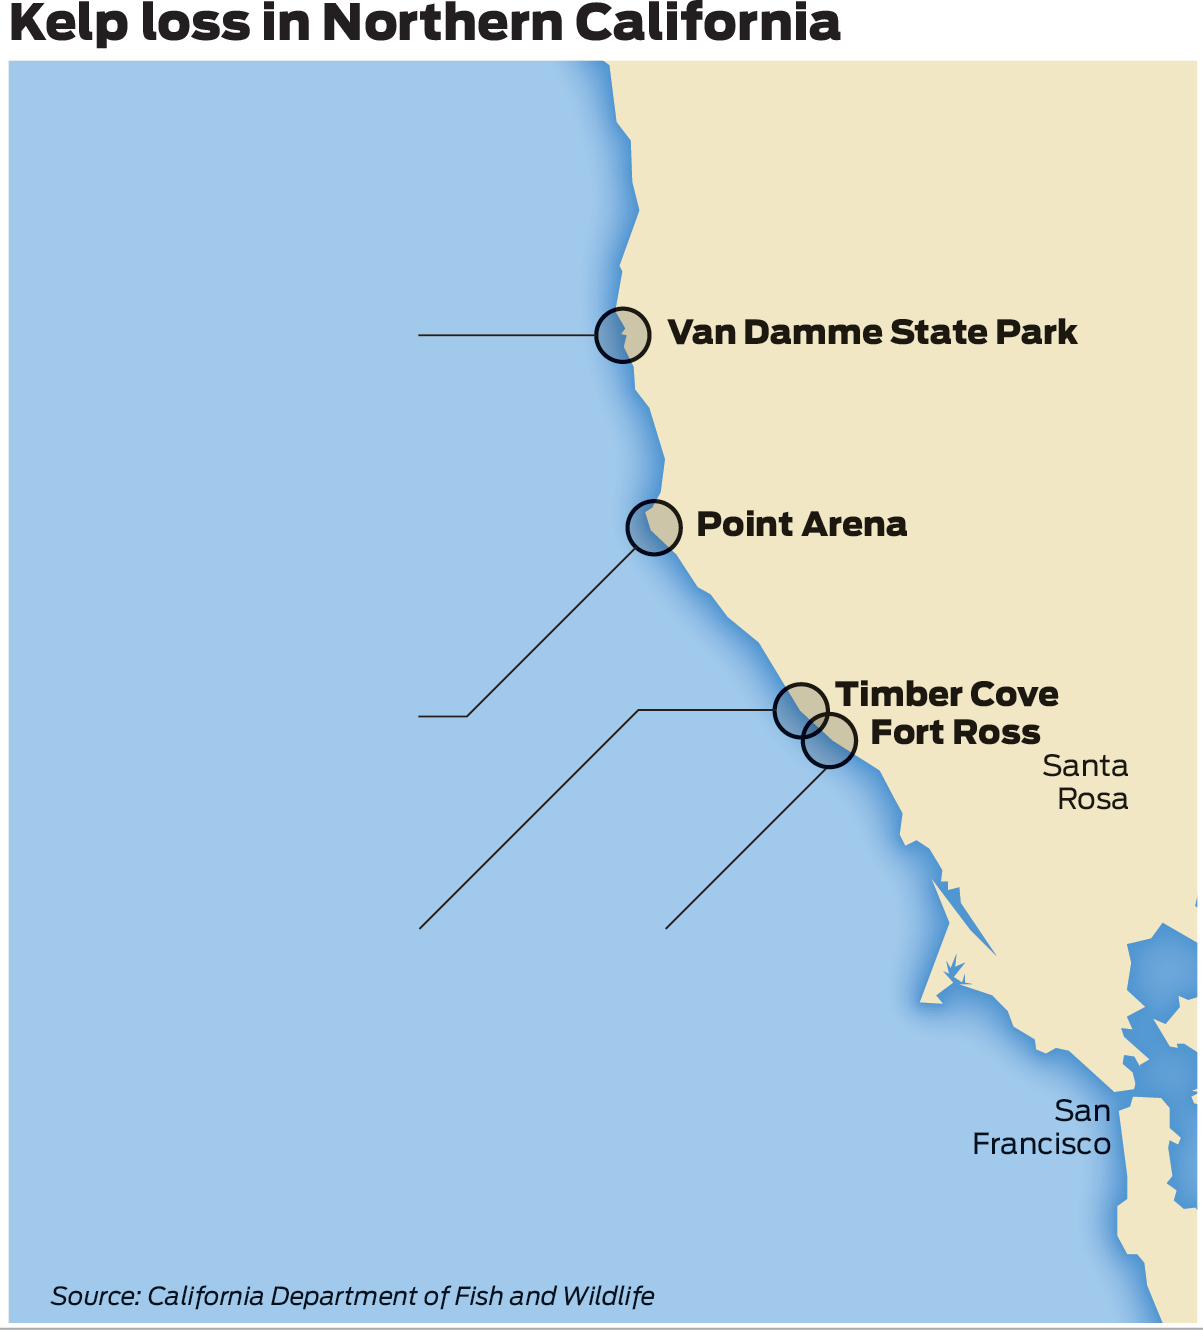 Kelp loss in Northern California
Van Damme State Park
Point Arena
Timber Cove
Fort Ross
Santa
Rosa
San
Francisco
Source: California Department of Fish and Wildlife